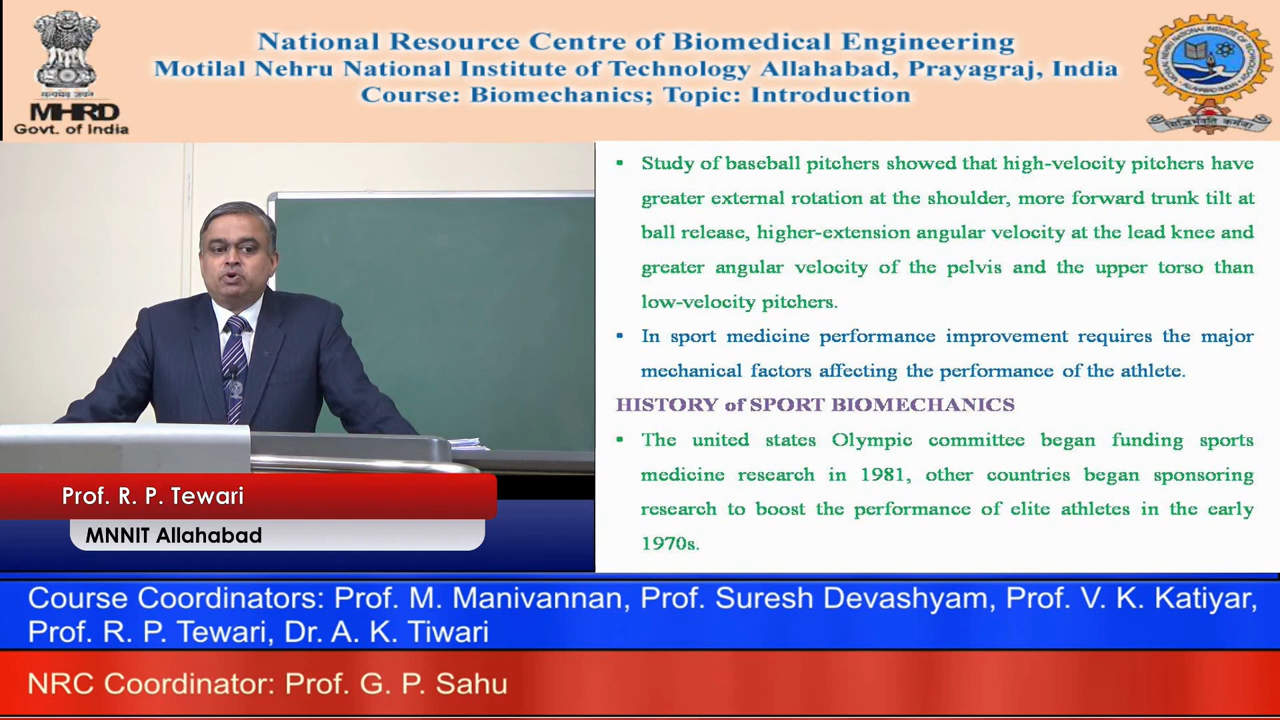 National Resource Centre of Biomedical Engineering
Motilal Nehru National Institute of Technology Allahabad, Prayagraj, India
Course: Biomechanics; Topic: Introduction
सत्यमेव जयते
MHRD
Govt. of India
▪ Study of baseball pitchers showed that high-velocity pitchers have
greater external rotation at the shoulder, more forward trunk tilt at
ball release, higher-extension angular velocity at the lead knee and
greater angular velocity of the pelvis and the upper torso than
low-velocity pitchers.
▪ In sport medicine performance improvement requires the major
mechanical factors affecting the performance of the athlete.
HISTORY of SPORT BIOMECHANICS
▪ The united states Olympic committee began funding sports
medicine research in 1981, other countries began sponsoring
research to boost the performance of elite athletes in the early
1970s.
Prof. R. P. Tewari
MNNIT Allahabad
Course Coordinators: Prof. M. Manivannan, Prof. Suresh Devashyam, Prof. V. K. Katiyar,
Prof. R. P. Tewari, Dr. A. K. Tiwari
NRC Coordinator: Prof. G. P. Sahu